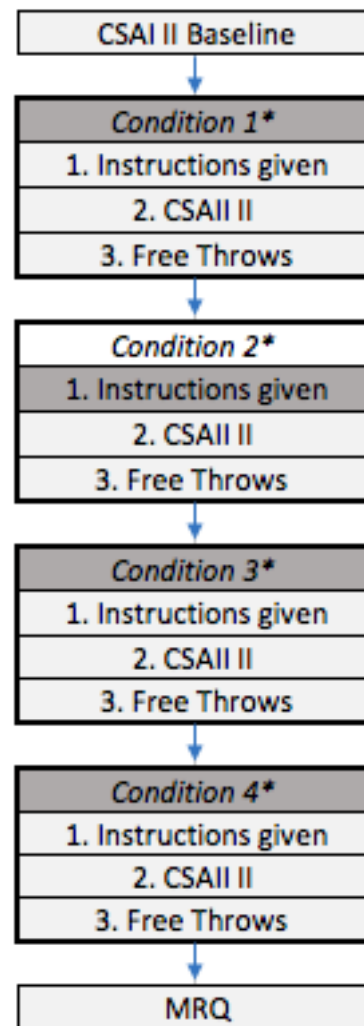 CSAI II Baseline
Condition 1*
1. Instructions given
2. CSAII II
3. Free Throws
Condition 2*
1. Instructions given
2. CSAII II
3. Free Throws
Condition 3*
1. Instructions given
2. CSAII II
3. Free Throws
Condition 4*
1. Instructions given
2. CSAII II
3. Free Throws
MRQ